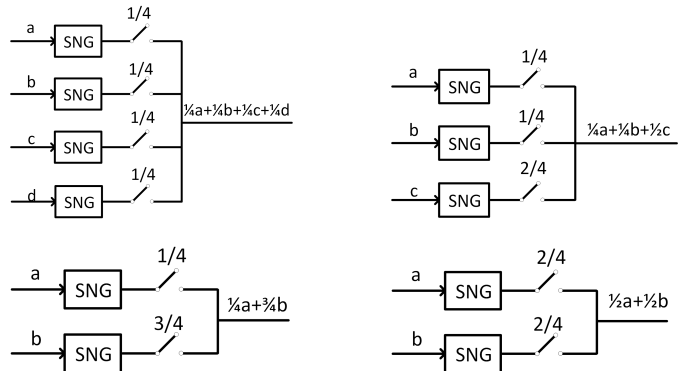 a
SNG
1/4
b
SNG
1/4
c
SNG
1/4
d
SNG
1/4
¼a+¼b+¼c+¼d
a
SNG
1/4
b
SNG
1/4
c
SNG
2/4
¼a+¼b+½c
a
SNG
1/4
b
SNG
3/4
¼a+¾b
a
SNG
2/4
b
SNG
2/4
½a+½b